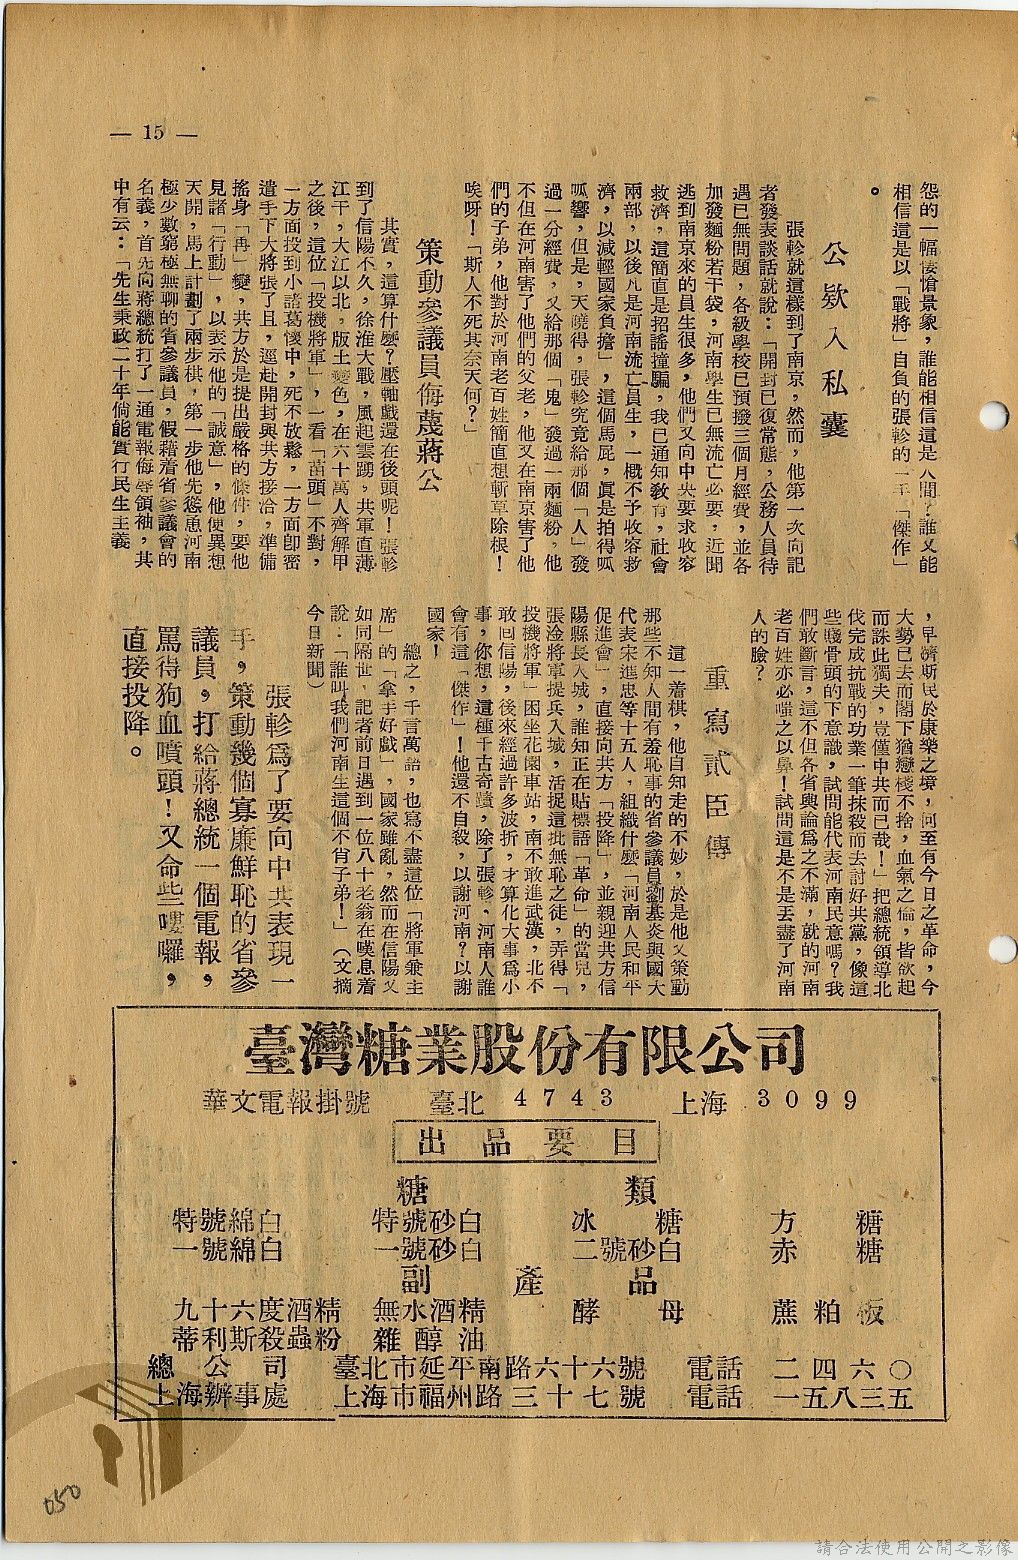 — 15 —
怨的一幅悽愴景象，誰能相信這是人間？誰又能
相信這是以「戰將」自負的張軫的一手「傑作」
。
公欵入私囊
張軫就這樣到了南京，然而，他第一次向記
者發表談話就說：「開封已復常態，公務人員待
遇已無問題，各級學校已預撥三個月經費，並各
加發麵粉若干袋，河南學生已無流亡必要，近聞
逃到南京來的員生很多，他們又向中央要求收容
救濟，這簡直是招謠撞騙，我已通知敎育，社會
兩部，以後凡是河南流亡員生，一槪不予收容救
濟，以減輕國家負擔」，這個馬屁，眞是拍得呱
呱響，但是，天曉得，張軫究竟給那個「人」發
過一分經費，又給那個「鬼」發過一兩麵粉，他
不但在河南害了他們的父老，他又在南京害了他
們的子弟，他對於河南老百姓簡直想斬草除根！
唉呀！「斯人不死其奈天何？」
策動參議員侮蔑蔣公
其實，這算什麼？壓軸戲還在後頭呢！張軫
到了信陽不久，徐淮大戰，風起雲踴，共軍直薄
江干，大江以北，版土變色，在六十萬人齊解甲
之後，這位「投機將軍」，一看「苗頭」不對，
一方面投到小諸葛懷中，死不放鬆，一方面卽密
遣手下大將張了且，逕赴開封與共方接洽，準備
搖身「再」變，共方於是提出嚴格的條件，要他
見諸「行動」，以表示他的「誠意」，他便異想
天開，馬上計劃了兩步棋，第一步他先慫恿河南
極少數窮極無聊的省參議員，假藉着省參議會的
名義，首先向蔣總統打了一通電報侮辱領袖，其
中有云：「先生秉政二十年倘能實行民生主義
，早濟斯民於康樂之境，何至有今日之革命，今
大勢已去而閣下猶戀棧不捨，血氣之倫，皆欲起
而誅此獨夫，豈僅中共而已哉！」把總統領導北
伐完成抗戰的功業一筆抹殺而去討好共黨，像這
些賤骨頭的下意識，試問能代表河南民意嗎？我
們敢斷言，這不但各省輿論爲之不滿，就的河南
老百姓亦必嗤之以鼻！試問這是不是丟盡了河南
人的臉？
重寫貳臣傳
這一着棋，他自知走的不妙，於是他又策動
那些不知人間有羞恥事的省參議員劉基炎與國大
代表宋進忠等十五人，組織什麼「河南人民和平
促進會」，直接向共方「投降」，並親迎共方信
陽縣長入城，誰知正在貼標語「革命」的當兒，
張淦將軍提兵入城，活捉這批無恥之徒，弄得「
投機將軍」困坐花園車站，南不敢進武漢，北不
敢回信陽，後來經過許多波折，才算化大事爲小
事，你想，這種千古奇蹟，除了張軫，河南人誰
會有這「傑作」！他還不自殺，以謝河南？以謝
國家！
總之，千言萬語，也寫不盡這位「將軍兼主
席」的「拿手好戲」，國家雖亂，然而在信陽又
如同隔世，記者前日遇到一位八十老翁在嘆息着
說：「誰叫我們河南生這個不肖子弟！」（文摘
今日新聞）
張軫爲了要向中共表現一
手，策動幾個寡廉鮮恥的省參
議員，打給蔣總統一個電報，
罵得狗血噴頭！又命些嘍囉，
直接投降。
臺灣糖業股份有限公司
華文電報掛號 臺北 4743 上海 3099
出品要目
糖類
特號綿白 特號砂白 冰糖 方糖
一號綿白 一號砂白 二號砂白 赤糖
副產品
九十六度酒精 無水酒精 酵母 蔗粕板
蒂利斯殺蟲粉 雜醇油
總公司 臺北市延平南路六十六號 電話 二四六〇
上海辦事處 上海市福州路三十七號 電話 一五八三五
050
請合法使用公開之影像